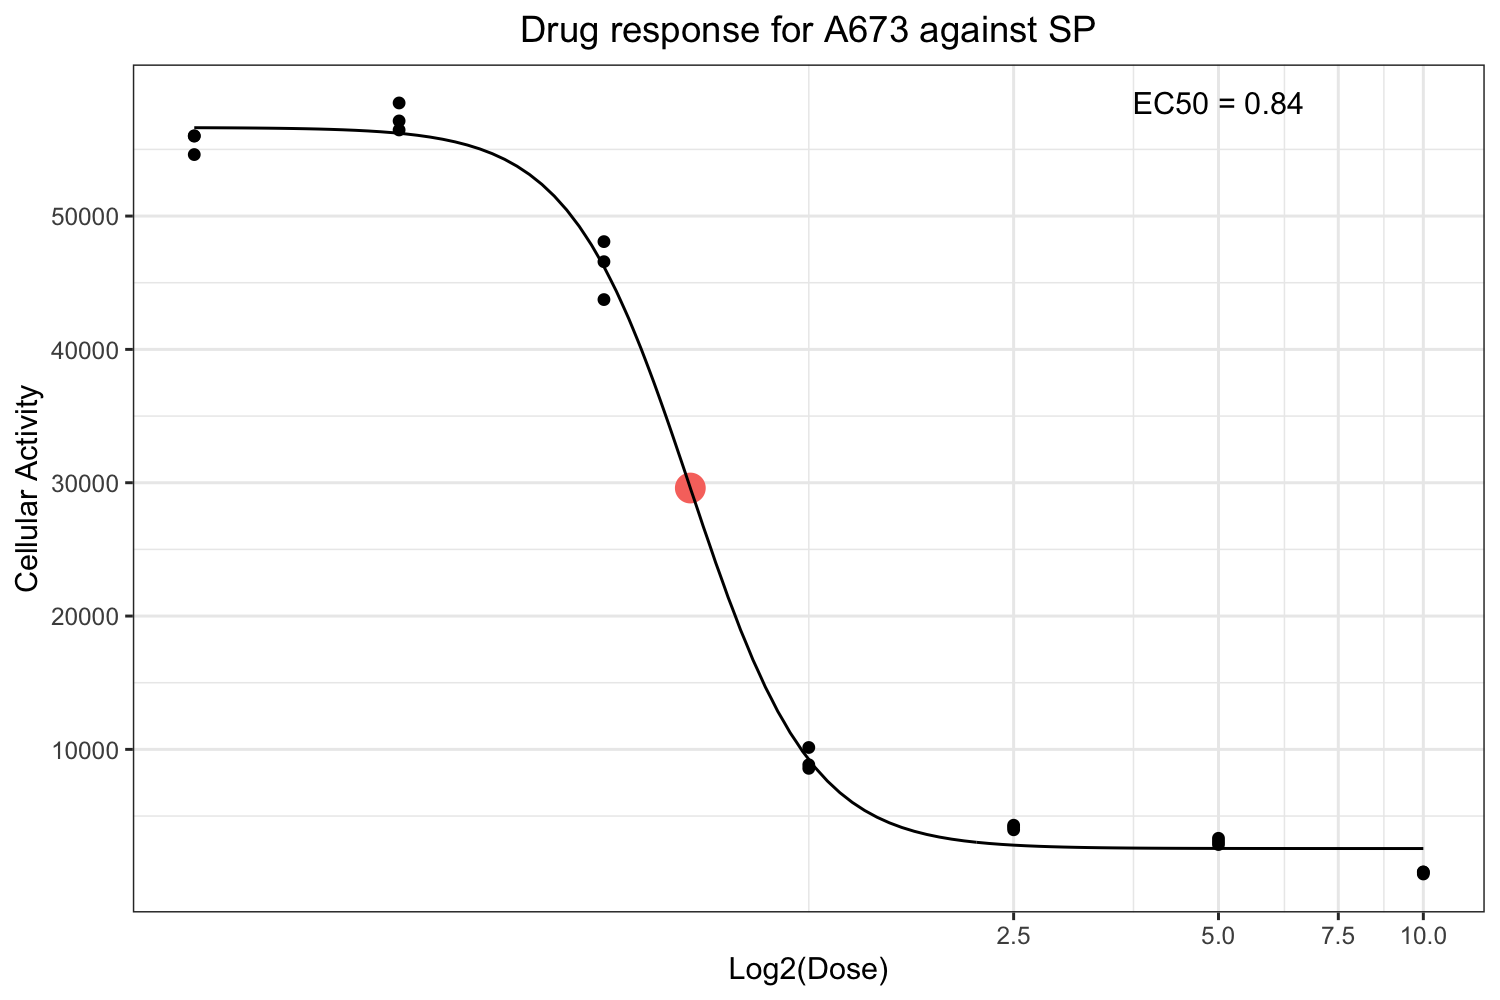 Drug response for A673 against SP
EC50 = 0.84
Cellular Activity
50000
40000
30000
20000
10000
2.5 5.0 7.5 10.0
Log2(Dose)